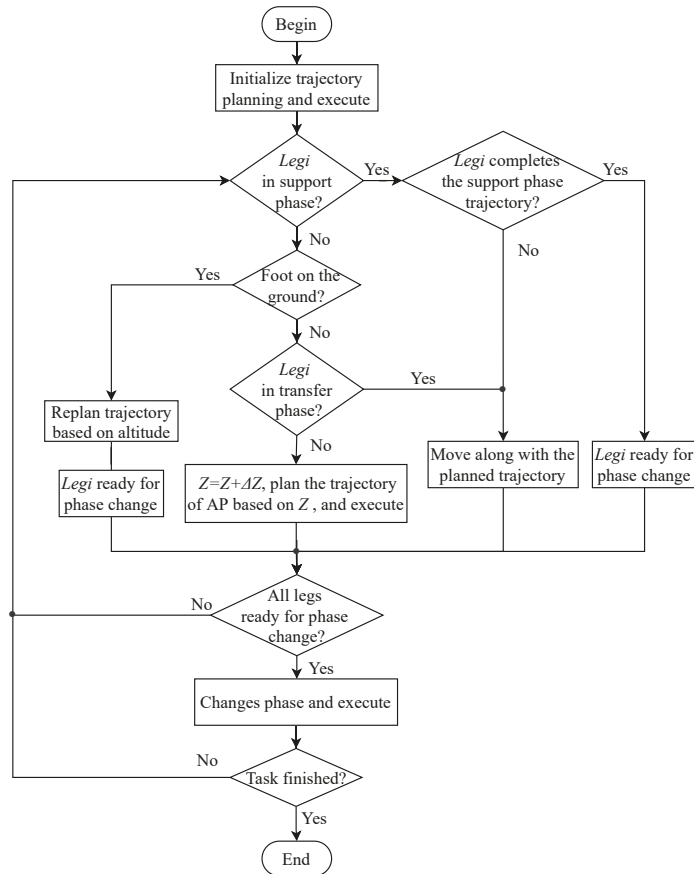 Begin
Initialize trajectory
planning and execute
Legi
in support
phase?
Yes
Legi completes
the support phase
trajectory?
Yes
No
No
Yes
Foot on the
ground?
No
Legi
in transfer
phase?
Yes
No
Replan trajectory
based on altitude
Legi ready for
phase change
Z=Z+ΔZ, plan the trajectory
of AP based on Z , and execute
Move along with the
planned trajectory
Legi ready for
phase change
All legs
ready for phase
change?
No
Yes
Changes phase and execute
No
Task finished?
Yes
End